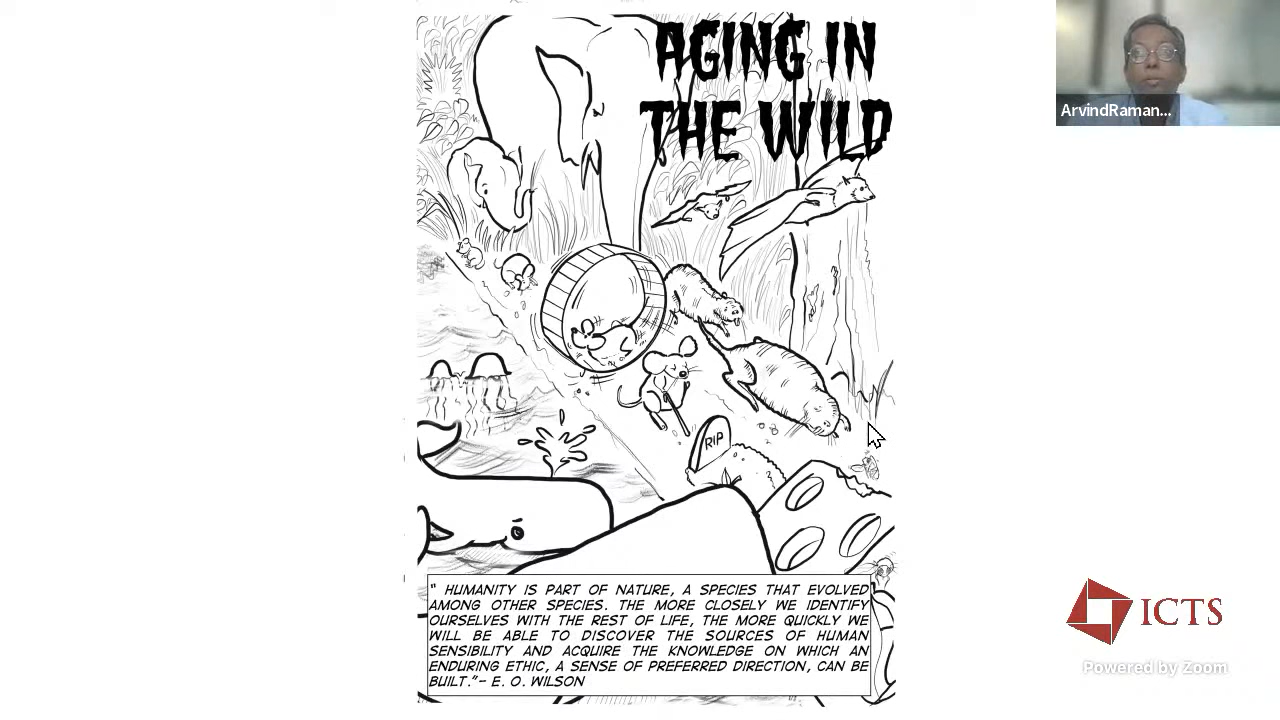 AGING IN
THE WILD
ArvindRaman...
RIP
" HUMANITY IS PART OF NATURE, A SPECIES THAT EVOLVED
AMONG OTHER SPECIES. THE MORE CLOSELY WE IDENTIFY
OURSELVES WITH THE REST OF LIFE, THE MORE QUICKLY WE
WILL BE ABLE TO DISCOVER THE SOURCES OF HUMAN
SENSIBILITY AND ACQUIRE THE KNOWLEDGE ON WHICH AN
ENDURING ETHIC, A SENSE OF PREFERRED DIRECTION, CAN BE
BUILT."- E. O. WILSON
ICTS
Powered by Zoom